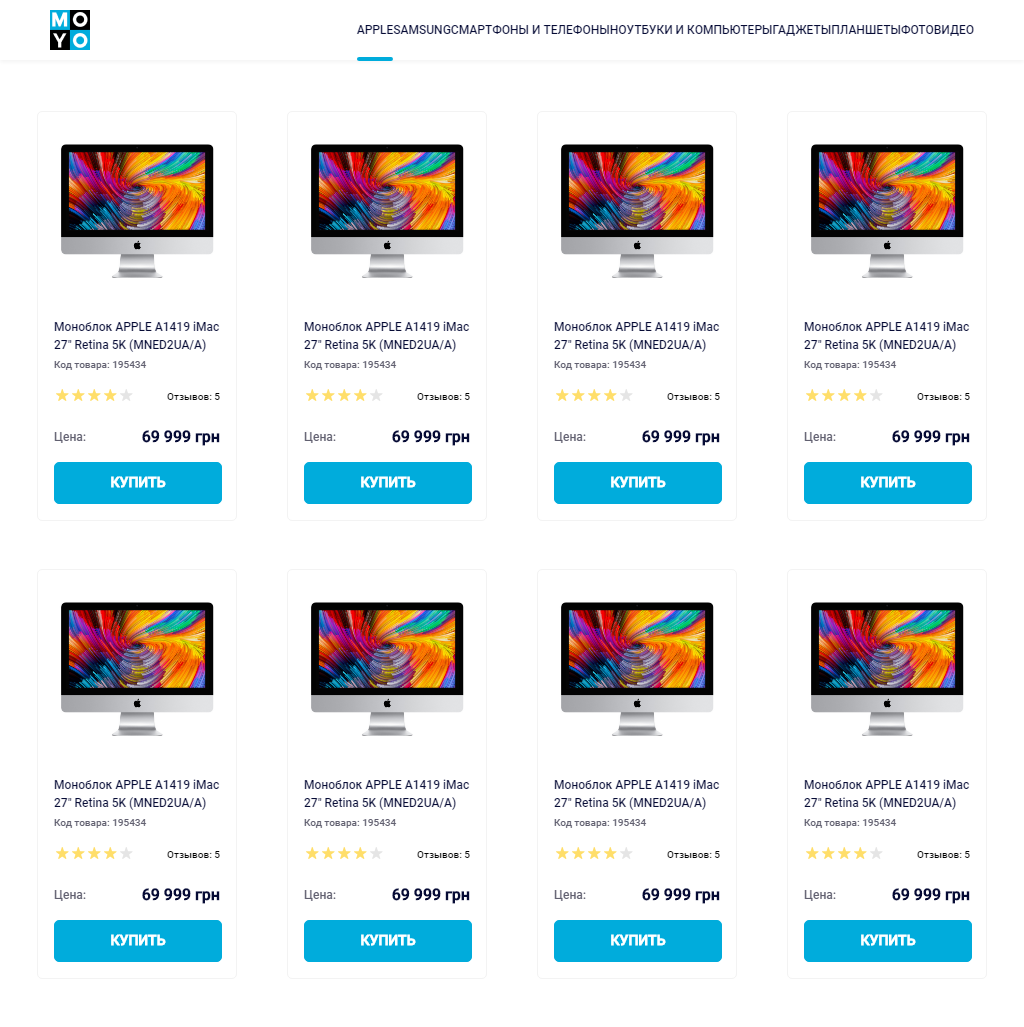 MO
YO
APPLESAMSUNGСМАРТФОНЫ И ТЕЛЕФОНЫНОУТБУКИ И КОМПЬЮТЕРЫГАДЖЕТЫПЛАНШЕТЫФОТОВИДЕО
Моноблок APPLE A1419 iMac Моноблок APPLE A1419 iMac Моноблок APPLE A1419 iMac Моноблок APPLE A1419 iMac
27" Retina 5K (MNED2UA/A) 27" Retina 5K (MNED2UA/A) 27" Retina 5K (MNED2UA/A) 27" Retina 5K (MNED2UA/A)
Код товара: 195434 Код товара: 195434 Код товара: 195434 Код товара: 195434
Отзывов: 5 Отзывов: 5 Отзывов: 5 Отзывов: 5
Цена: 69 999 грн Цена: 69 999 грн Цена: 69 999 грн Цена: 69 999 грн
КУПИТЬ КУПИТЬ КУПИТЬ КУПИТЬ
Моноблок APPLE A1419 iMac Моноблок APPLE A1419 iMac Моноблок APPLE A1419 iMac Моноблок APPLE A1419 iMac
27" Retina 5K (MNED2UA/A) 27" Retina 5K (MNED2UA/A) 27" Retina 5K (MNED2UA/A) 27" Retina 5K (MNED2UA/A)
Код товара: 195434 Код товара: 195434 Код товара: 195434 Код товара: 195434
Отзывов: 5 Отзывов: 5 Отзывов: 5 Отзывов: 5
Цена: 69 999 грн Цена: 69 999 грн Цена: 69 999 грн Цена: 69 999 грн
КУПИТЬ КУПИТЬ КУПИТЬ КУПИТЬ